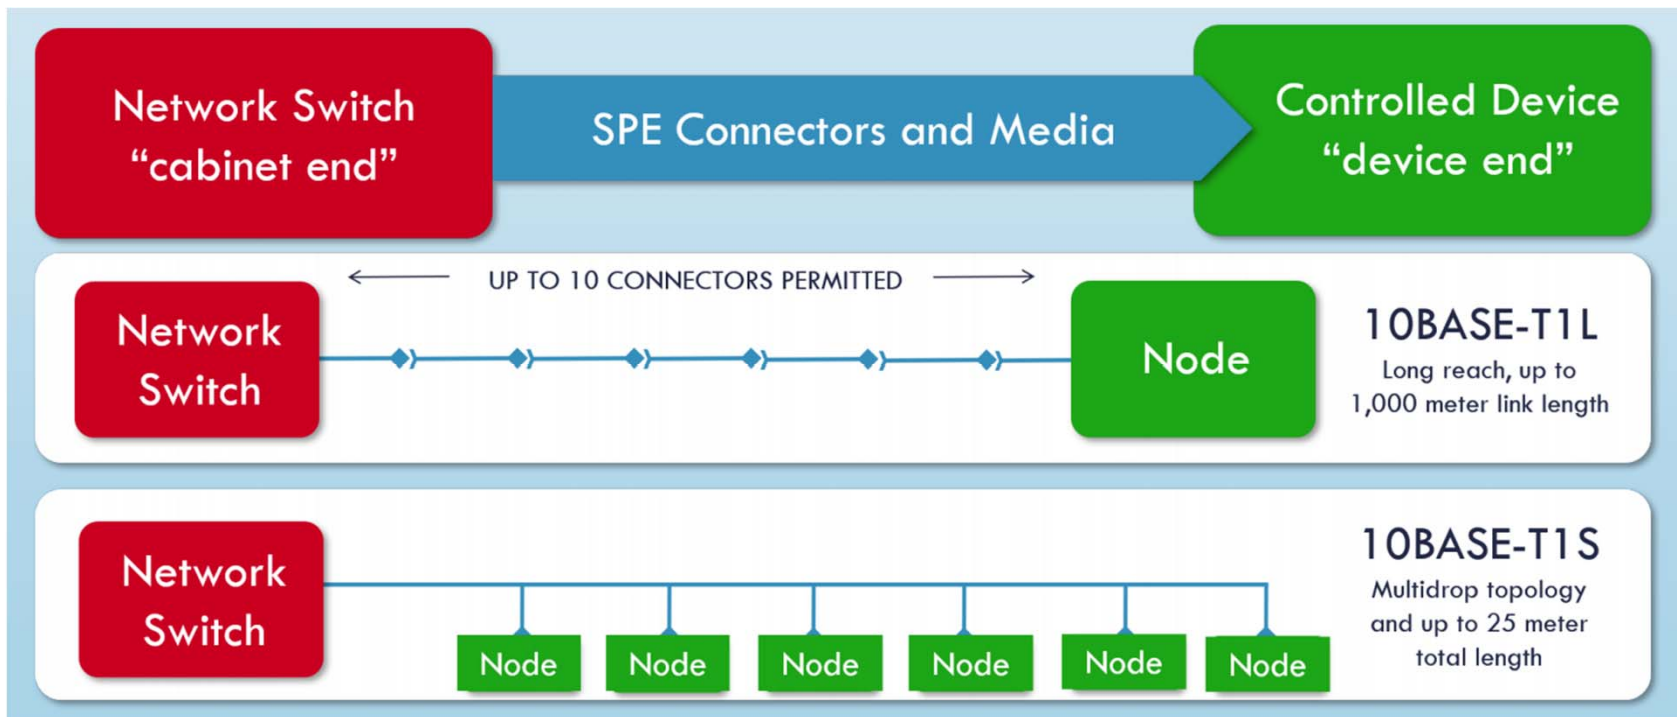 Network Switch
“cabinet end”
SPE Connectors and Media
Controlled Device
“device end”
UP TO 10 CONNECTORS PERMITTED
Network
Switch
Node
10BASE-T1L
Long reach, up to
1,000 meter link length
Network
Switch
Node
Node
Node
Node
Node
Node
10BASE-T1S
Multidrop topology
and up to 25 meter
total length